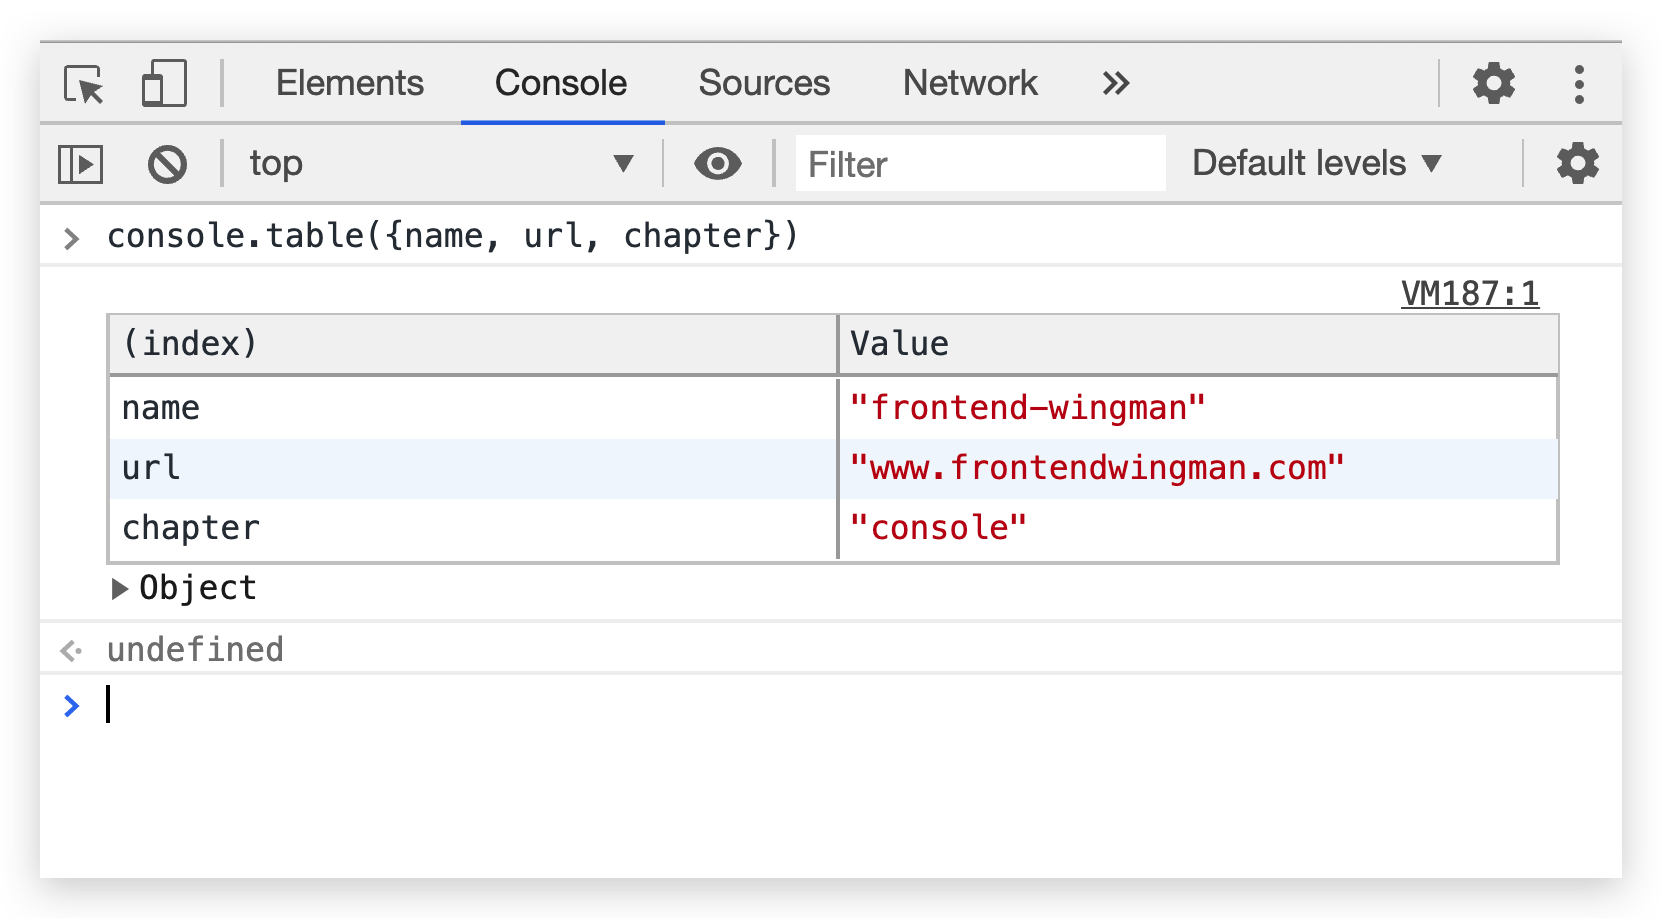 Elements Console Sources Network
top Filter Default levels
console.table({name, url, chapter})
VM187:1
(index) Value
name "frontend-wingman"
url "www.frontendwingman.com"
chapter "console"
Object
undefined